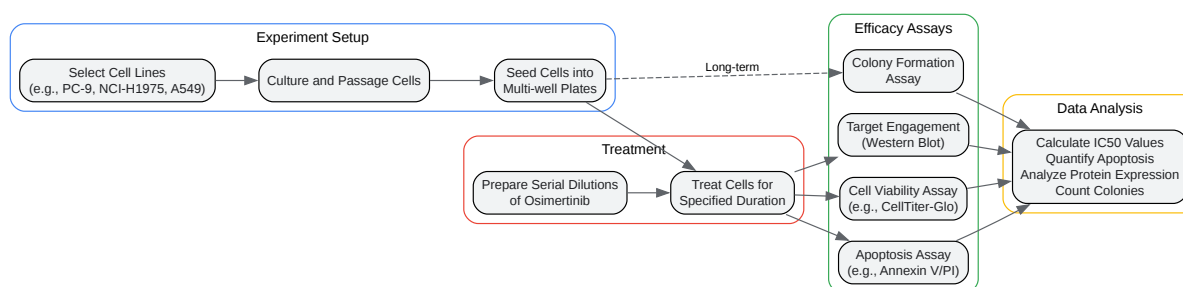 Experiment Setup
Select Cell Lines
(e.g., PC-9, NCI-H1975, A549)
Culture and Passage Cells
Seed Cells into
Multi-well Plates
Long-term
Treatment
Prepare Serial Dilutions
of Osimertinib
Treat Cells for
Specified Duration
Efficacy Assays
Colony Formation
Assay
Target Engagement
(Western Blot)
Cell Viability Assay
(e.g., CellTiter-Glo)
Apoptosis Assay
(e.g., Annexin V/PI)
Data Analysis
Calculate IC50 Values
Quantify Apoptosis
Analyze Protein Expression
Count Colonies